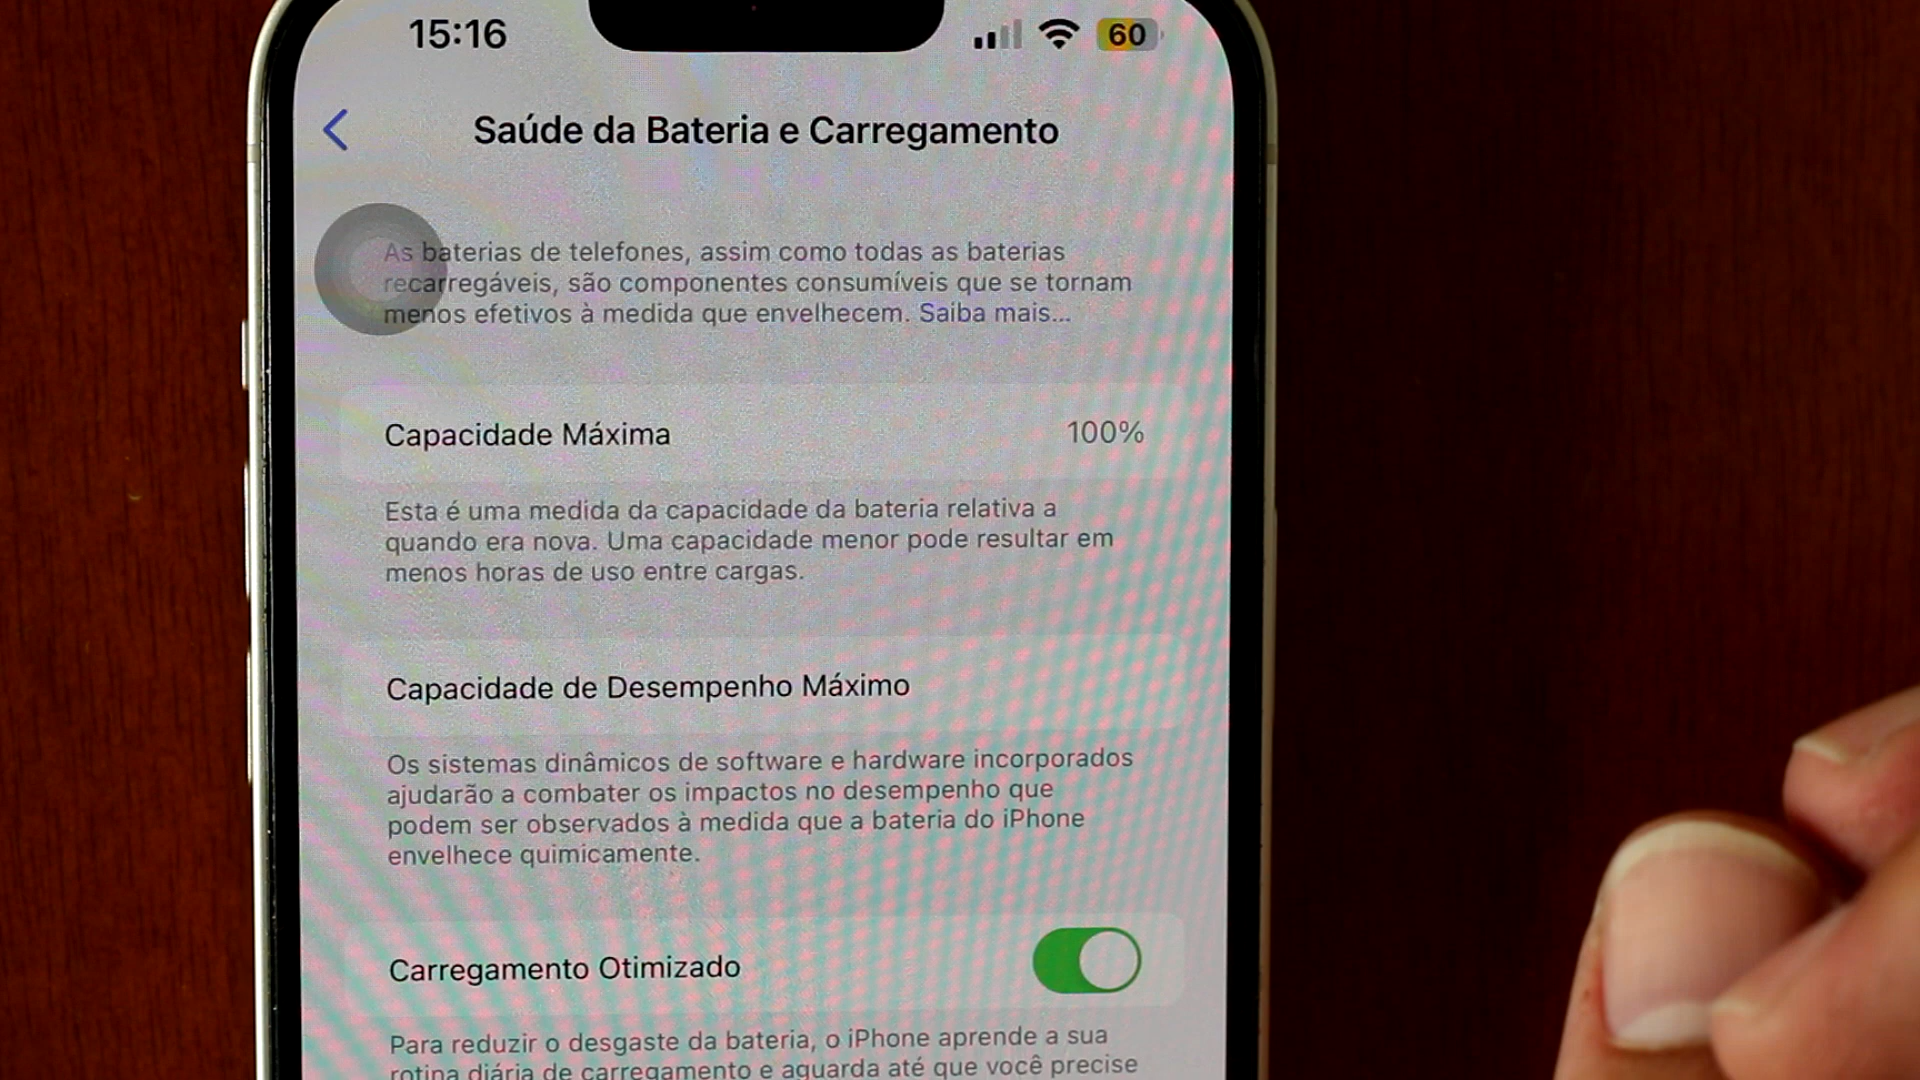 15:16
60
Saúde da Bateria e Carregamento
As baterias de telefones, assim como todas as baterias
recarregáveis, são componentes consumíveis que se tornam
menos efetivos à medida que envelhecem. Saiba mais...
Capacidade Máxima 100%
Esta é uma medida da capacidade da bateria relativa a
quando era nova. Uma capacidade menor pode resultar em
menos horas de uso entre cargas.
Capacidade de Desempenho Máximo
Os sistemas dinâmicos de software e hardware incorporados
ajudarão a combater os impactos no desempenho que
podem ser observados à medida que a bateria do iPhone
envelhece quimicamente.
Carregamento Otimizado
Para reduzir o desgaste da bateria, o iPhone aprende a sua
rotina diária de carregamento e aguarda até que você precise